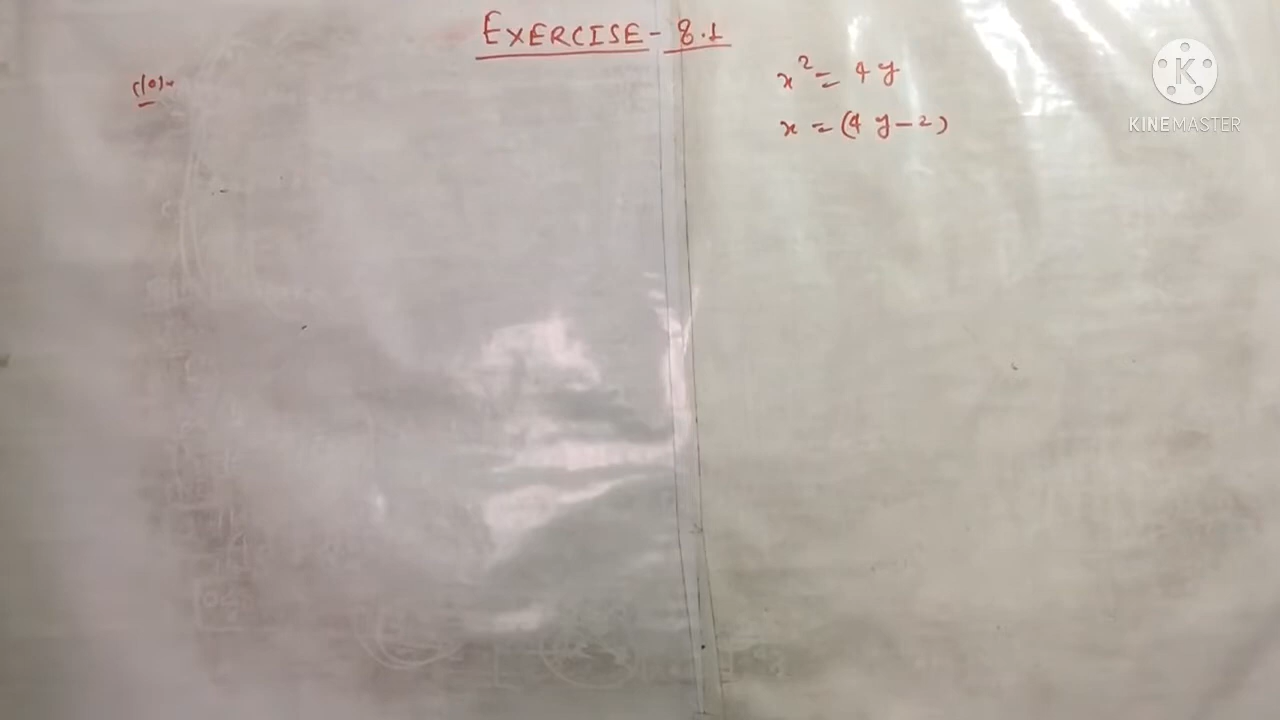 EXERCISE - 8.1
(10).
x² = 4y
x = (4y-2)
KINEMASTER